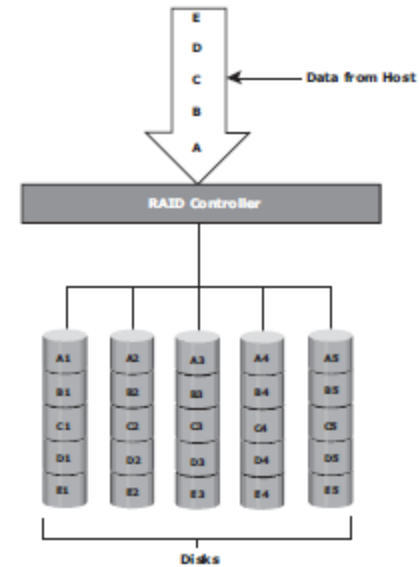 E
D
C
Data from Host
B
A
RAID Controller
A1 A2 A3 A4 A5
B1 B2 B3 B4 B5
C1 C2 C3 C4 C5
D1 D2 D3 D4 D5
E1 E2 E3 E4 E5
Disks